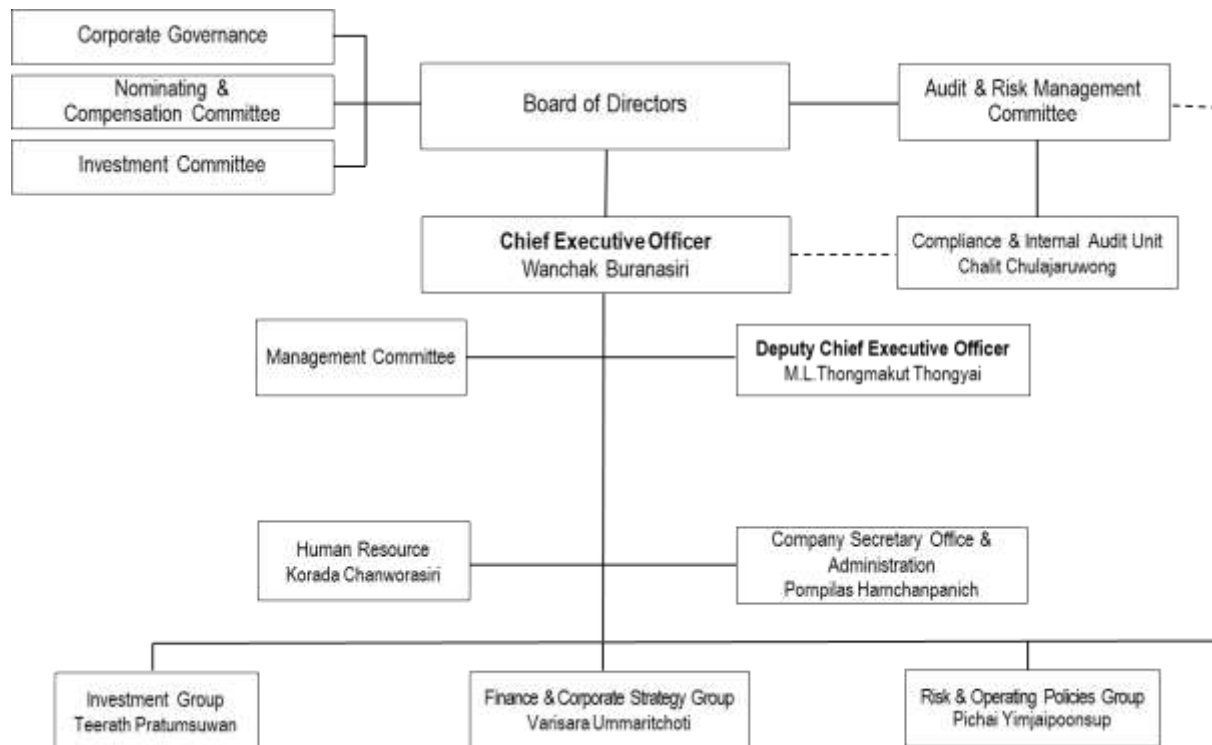 Corporate Governance
Nominating &
Compensation Committee
Investment Committee
Board of Directors
Audit & Risk Management
Committee
Chief Executive Officer
Wanchak Buranasiri
Compliance & Internal Audit Unit
Chalit Chulajaruwong
Management Committee
Deputy Chief Executive Officer
M.L.Thongmakut Thongyai
Human Resource
Korada Chanworasiri
Company Secretary Office &
Administration
Pornpilas Harnchanpanich
Investment Group
Teerath Pratumsuwan
Finance & Corporate Strategy Group
Varisara Ummaritchoti
Risk & Operating Policies Group
Pichai Yimjaipoonsup